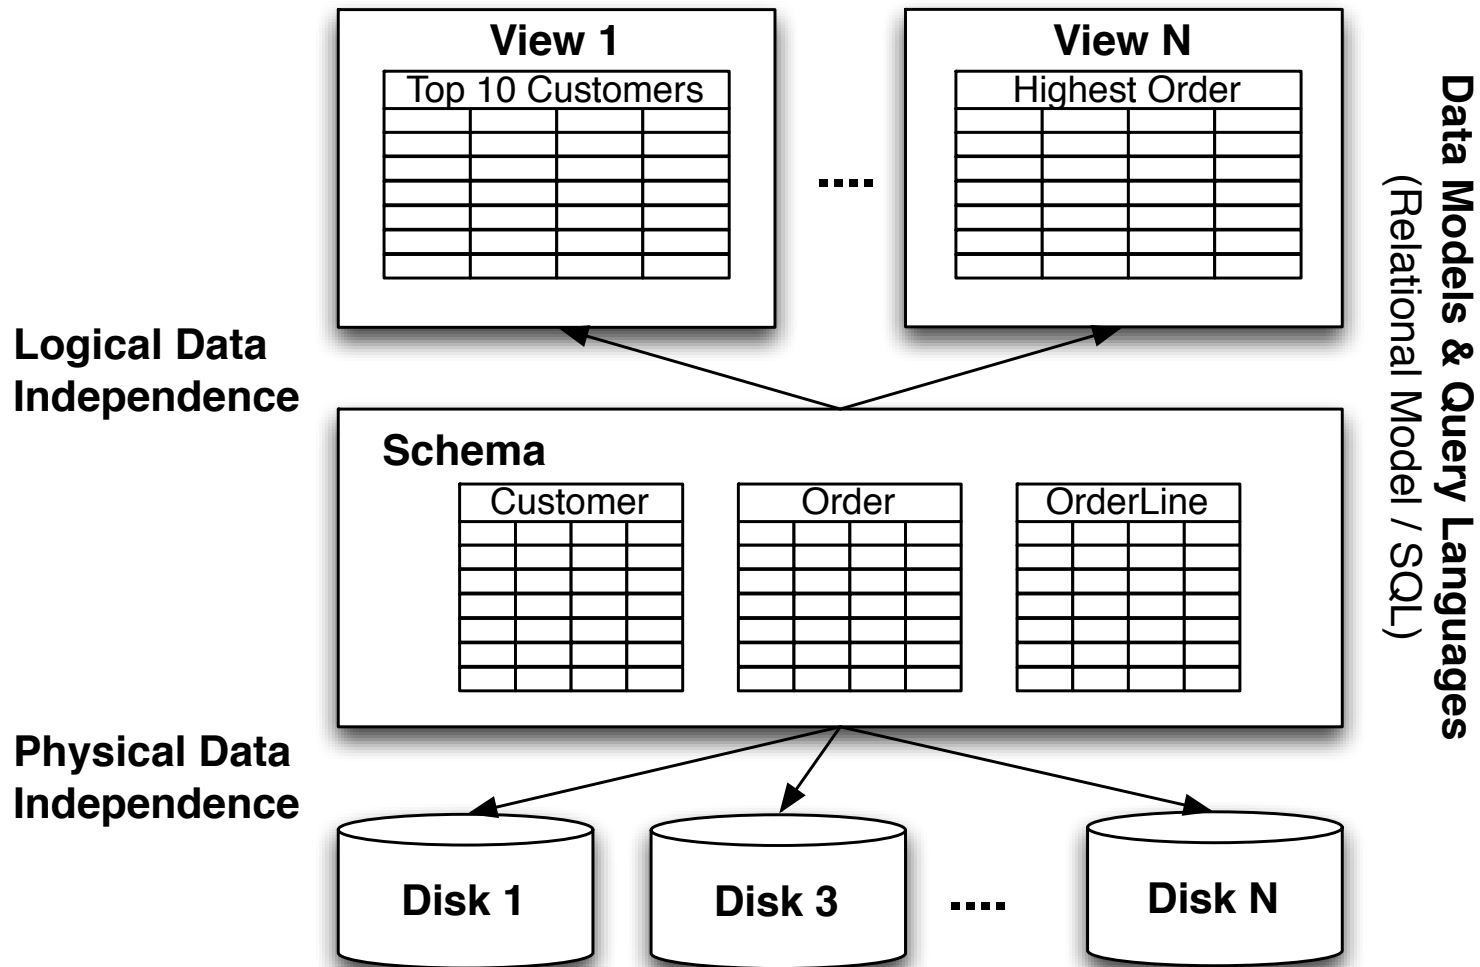 View 1
View N
Top 10 Customers
Highest Order
....
Data Models & Query Languages
(Relational Model / SQL)
Logical Data
Independence
Schema
Customer
Order
OrderLine
Physical Data
Independence
Disk 1
Disk 3
....
Disk N